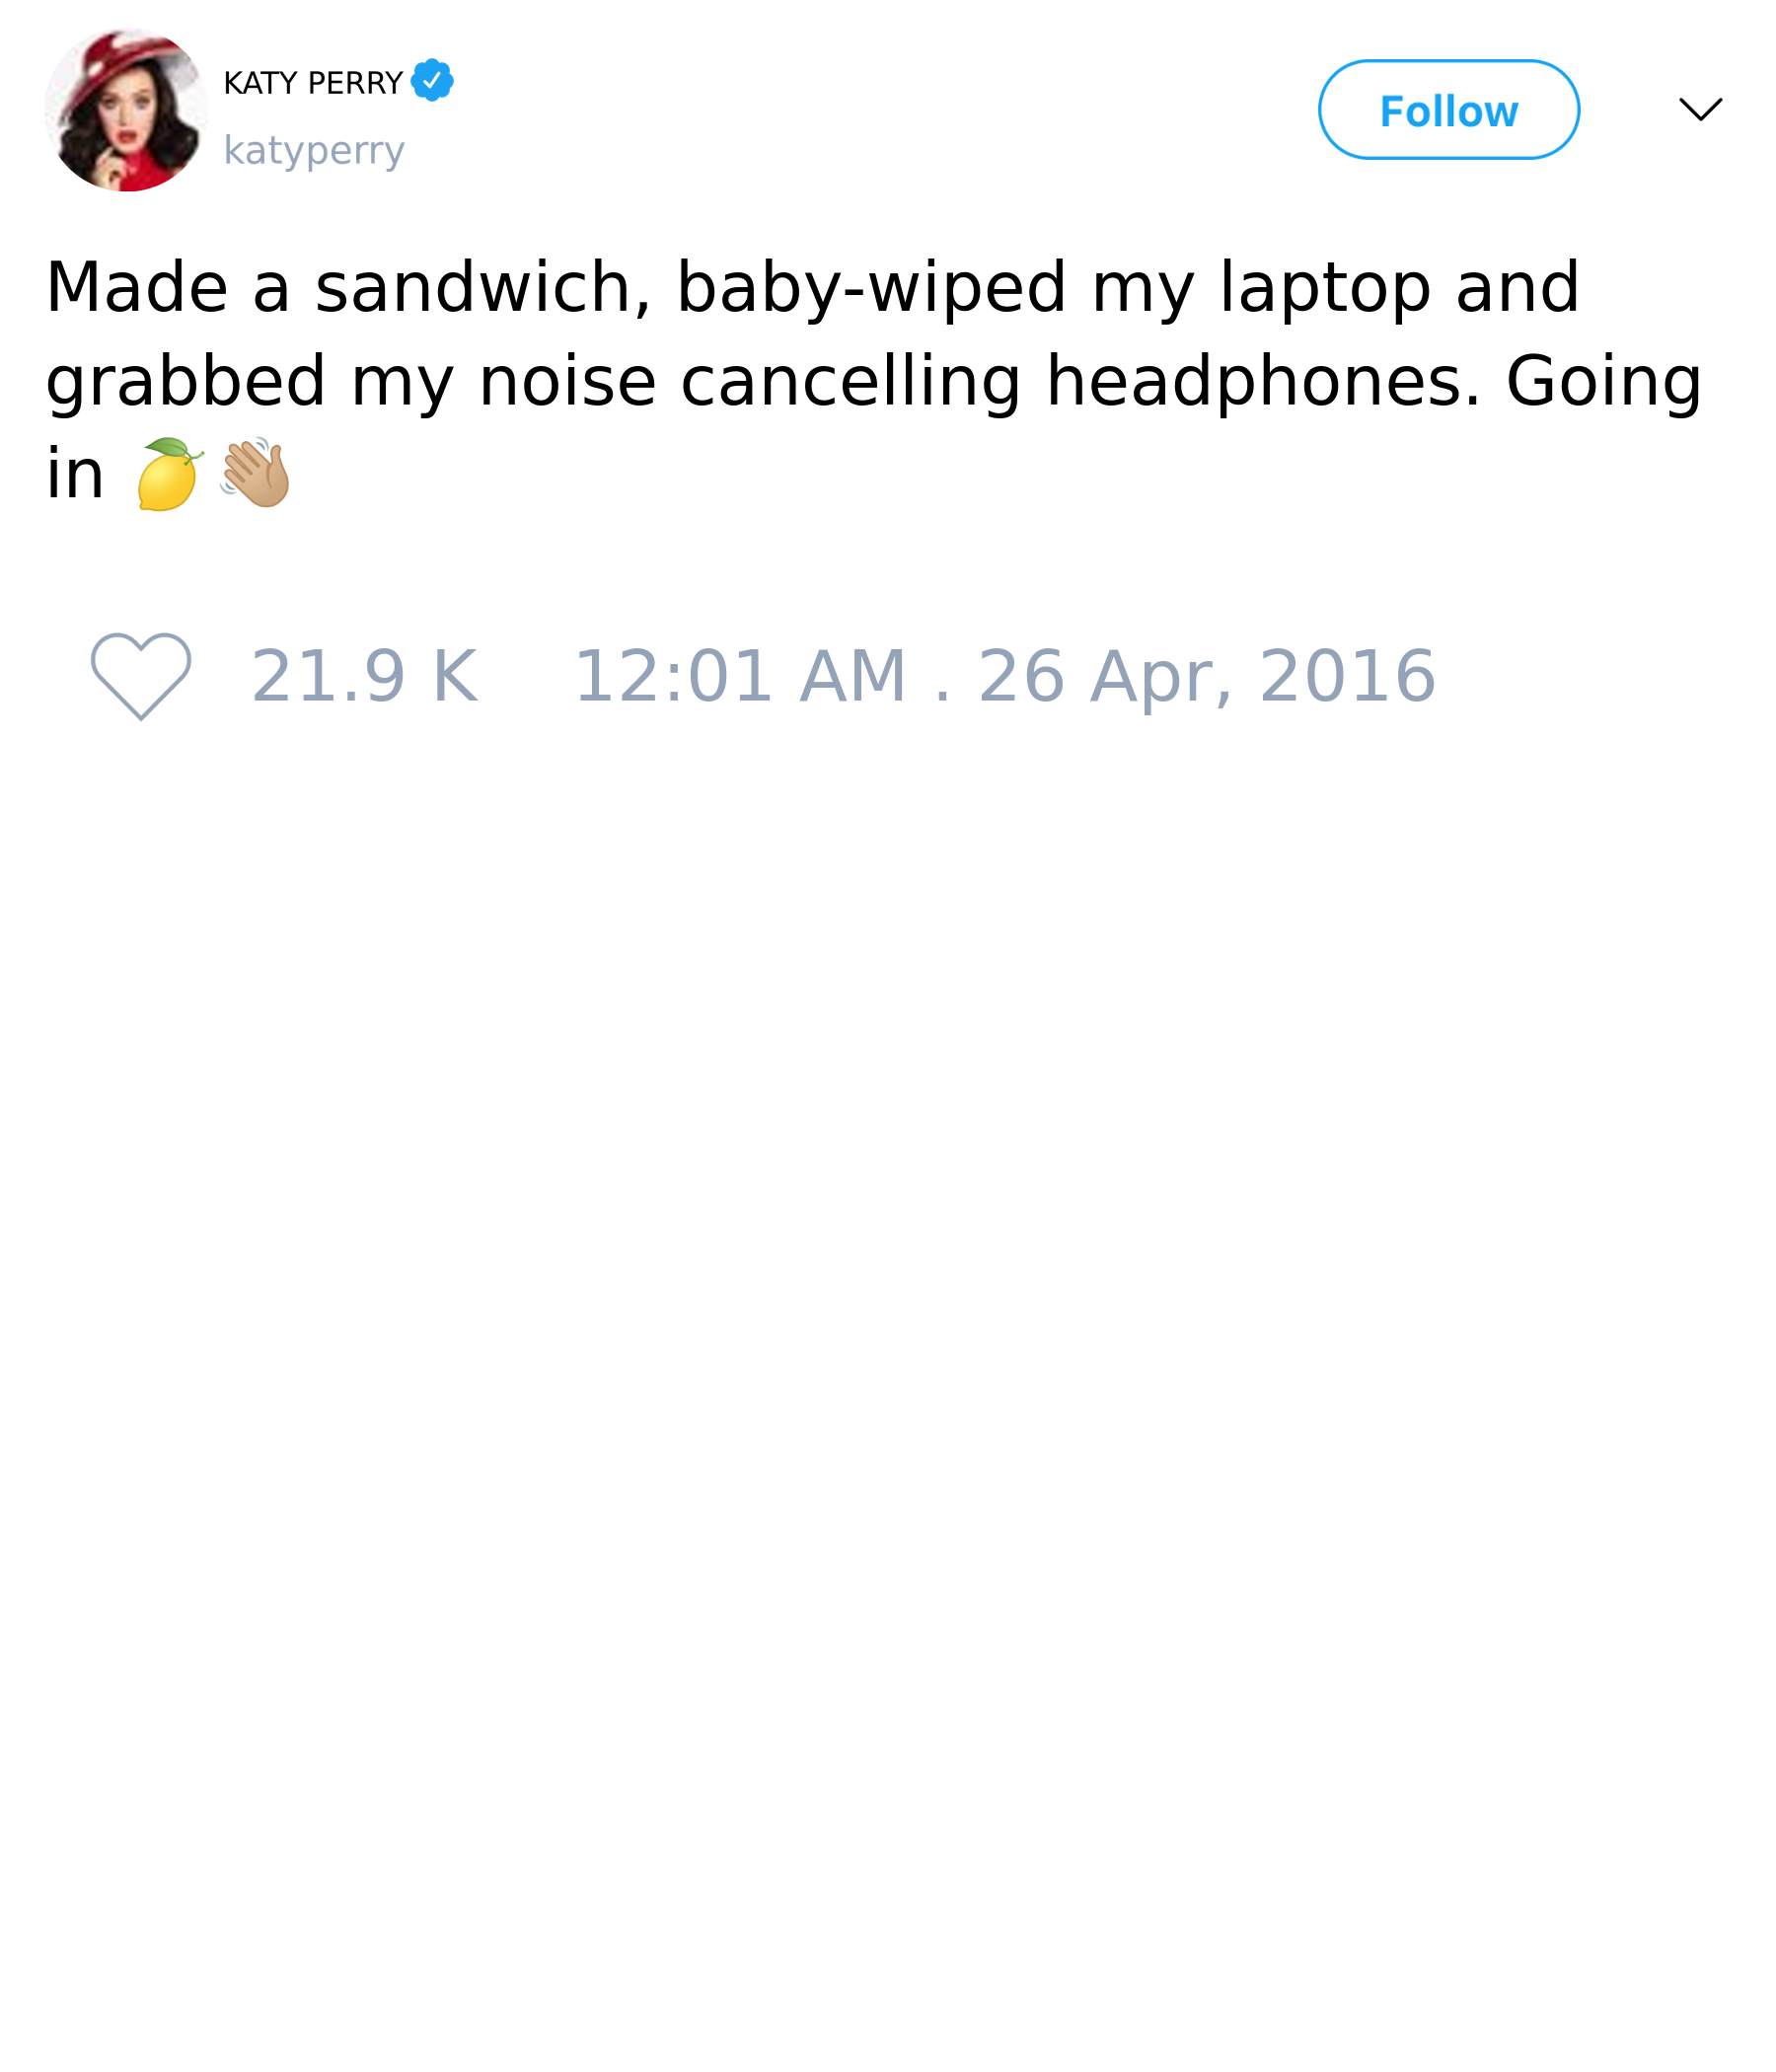 KATY PERRY
katyperry
Follow
Made a sandwich, baby-wiped my laptop and
grabbed my noise cancelling headphones. Going
in 🍋👋🏼
21.9 K 12:01 AM . 26 Apr, 2016